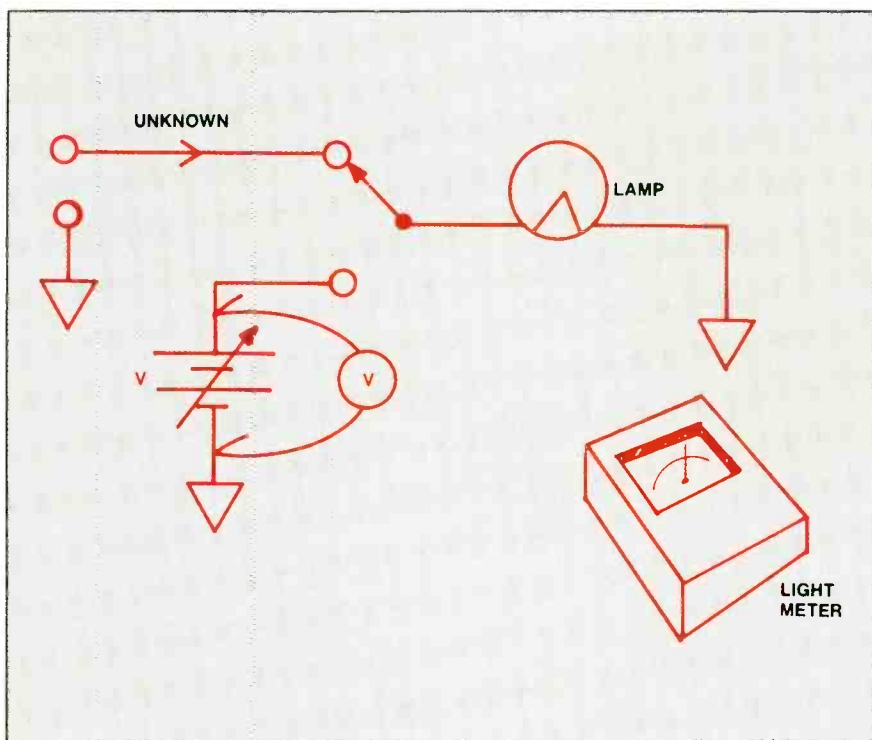 UNKNOWN
LAMP
V
V
LIGHT
METER